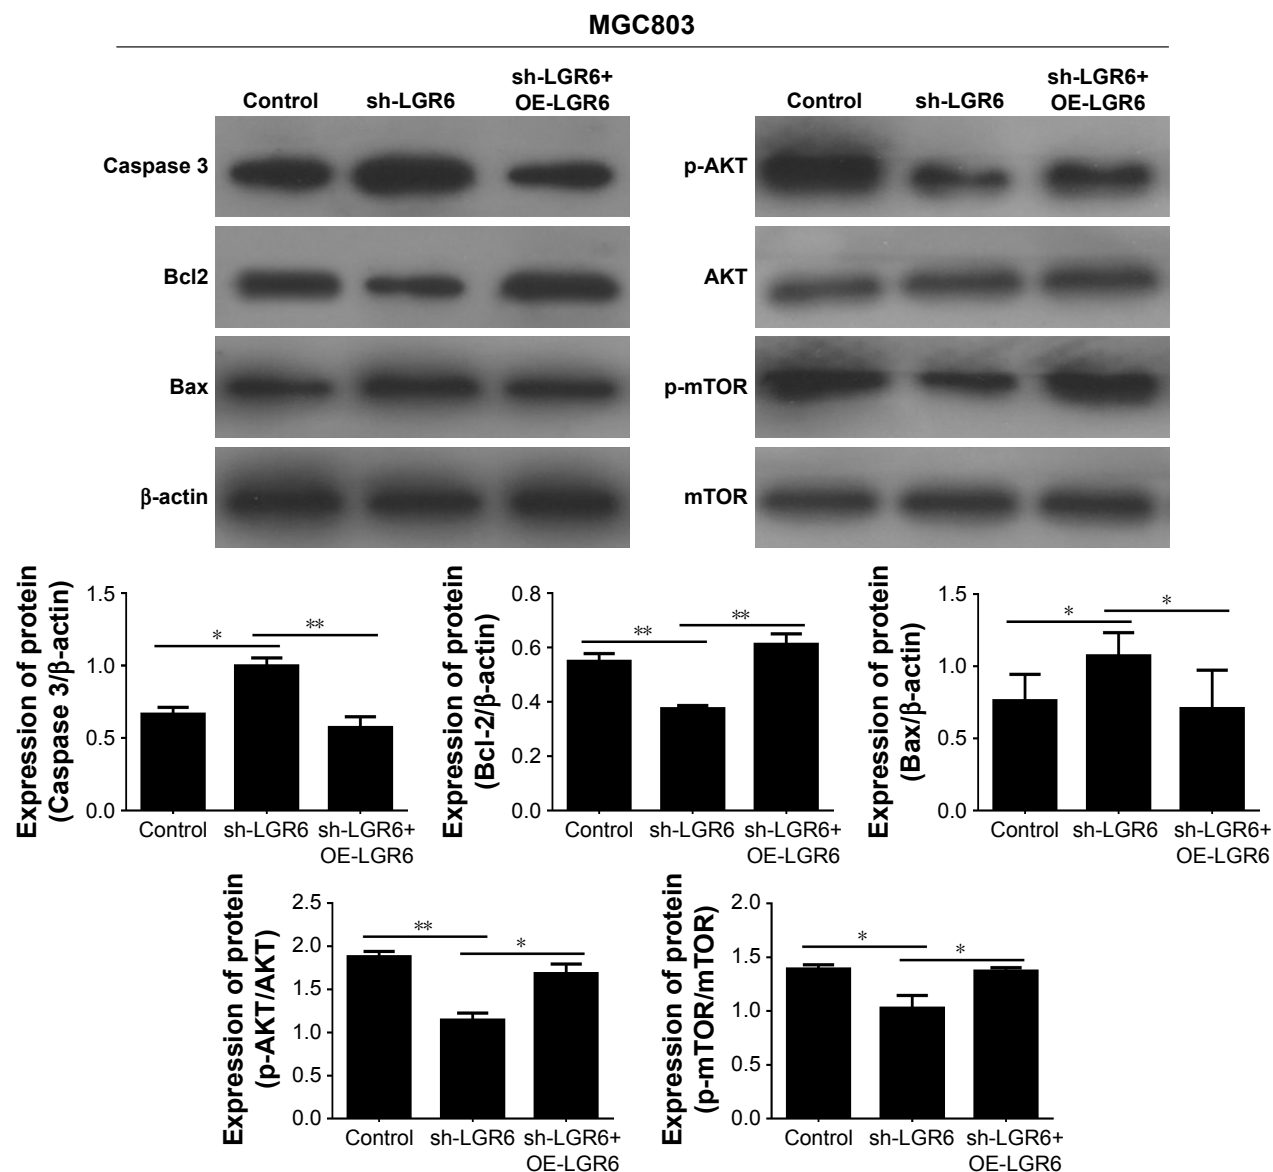 MGC803
Control sh-LGR6 sh-LGR6+
OE-LGR6
Caspase 3
Bcl2
Bax
β-actin
Control sh-LGR6 sh-LGR6+
OE-LGR6
p-AKT
AKT
p-mTOR
mTOR
Expression of protein
(Caspase 3/β-actin)
1.5
1.0
0.5
0.0
* **
Control sh-LGR6 sh-LGR6+
OE-LGR6
Expression of protein
(Bcl-2/β-actin)
0.8
0.6
0.4
0.2
0.0
** **
Control sh-LGR6 sh-LGR6+
OE-LGR6
Expression of protein
(Bax/β-actin)
1.5
1.0
0.5
0.0
* *
Control sh-LGR6 sh-LGR6+
OE-LGR6
Expression of protein
(p-AKT/AKT)
2.5
2.0
1.5
1.0
0.5
0.0
** *
Control sh-LGR6 sh-LGR6+
OE-LGR6
Expression of protein
(p-mTOR/mTOR)
2.0
1.5
1.0
0.5
0.0
* *
Control sh-LGR6 sh-LGR6+
OE-LGR6